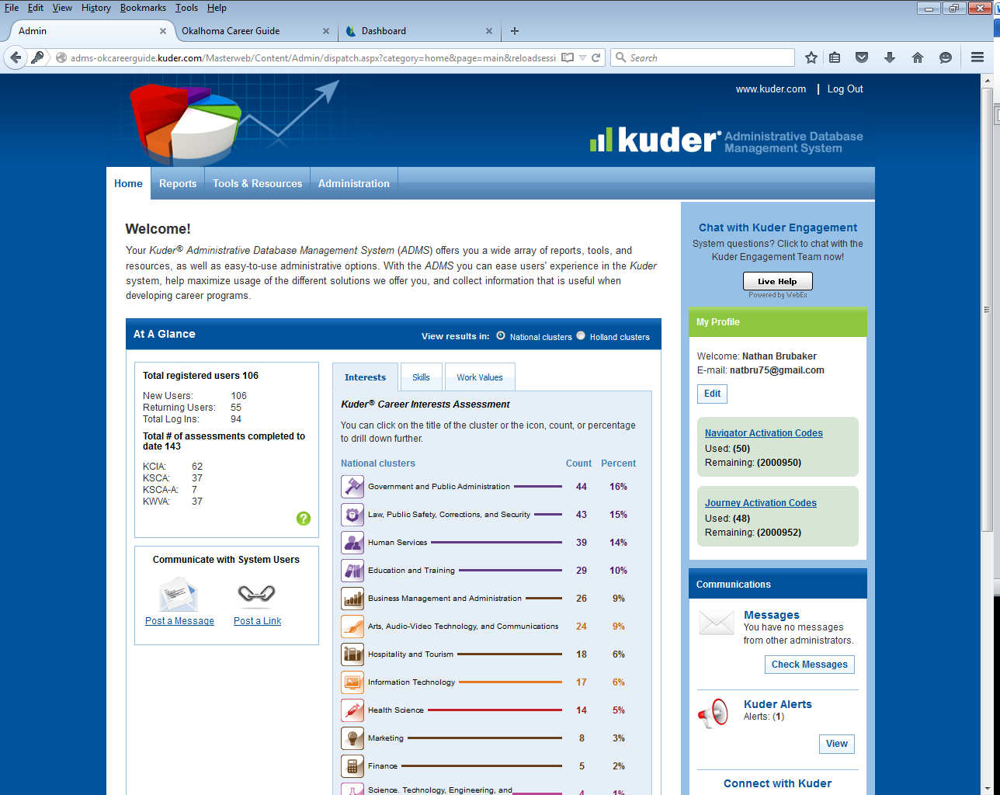 File Edit View History Bookmarks Tools Help
Admin
Okalhoma Career Guide
Dashboard
adms-okcareerguide.kuder.com/Masterweb/Content/Admin/dispatch.aspx?category=home&page=main&reloadsessi
Search
www.kuder.com | Log Out
kuder® Administrative Database
Management System
Home Reports Tools & Resources Administration
Welcome!
Your Kuder® Administrative Database Management System (ADMS) offers you a wide array of reports, tools, and
resources, as well as easy-to-use administrative options. With the ADMS you can ease users' experience in the Kuder
system, help maximize usage of the different solutions we offer you, and collect information that is useful when
developing career programs.
At A Glance
View results in: National clusters Holland clusters
Total registered users 106
New Users: 106
Returning Users: 55
Total Log Ins: 94
Total # of assessments completed to
date 143
KCIA: 62
KSCA: 37
KSCA-A: 7
KWVA: 37
?
Communicate with System Users
Post a Message
Post a Link
Interests Skills Work Values
Kuder® Career Interests Assessment
You can click on the title of the cluster or the icon, count, or percentage
to drill down further.
National clusters Count Percent
Government and Public Administration 44 16%
Law, Public Safety, Corrections, and Security 43 15%
Human Services 39 14%
Education and Training 29 10%
Business Management and Administration 26 9%
Arts, Audio-Video Technology, and Communications 24 9%
Hospitality and Tourism 18 6%
Information Technology 17 6%
Health Science 14 5%
Marketing 8 3%
Finance 5 2%
Science, Technology, Engineering, and 4 1%
Chat with Kuder Engagement
System questions? Click to chat with the
Kuder Engagement Team now!
Live Help
Powered by WebEx
My Profile
Welcome: Nathan Brubaker
E-mail: natbru75@gmail.com
Edit
Navigator Activation Codes
Used: (50)
Remaining: (2000950)
Journey Activation Codes
Used: (48)
Remaining: (2000952)
Communications
Messages
You have no messages
from other administrators.
Check Messages
Kuder Alerts
Alerts: (1)
View
Connect with Kuder